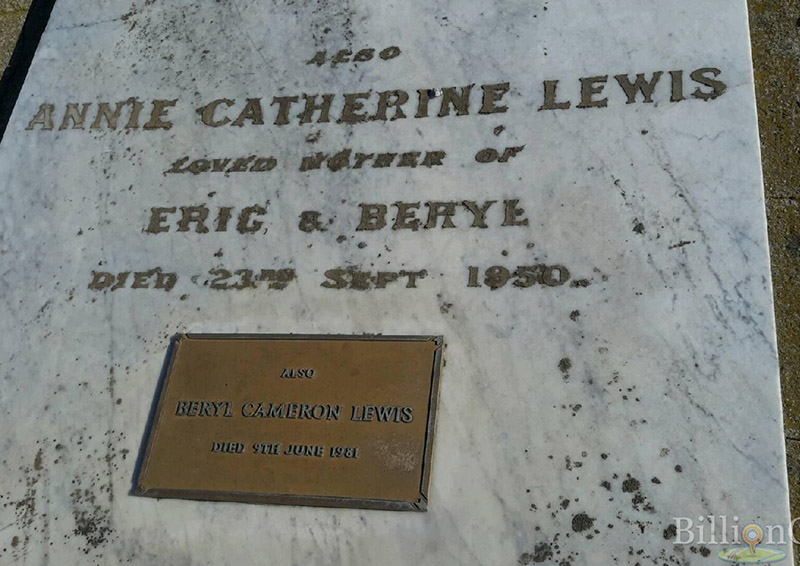 ALSO
ANNIE CATHERINE LEWIS
LOVED MOTHER OF
ERIC & BERYL
DIED 23RD SEPT 1950.
ALSO
BERYL CAMERON LEWIS
DIED 9TH JUNE 1981
BillionG